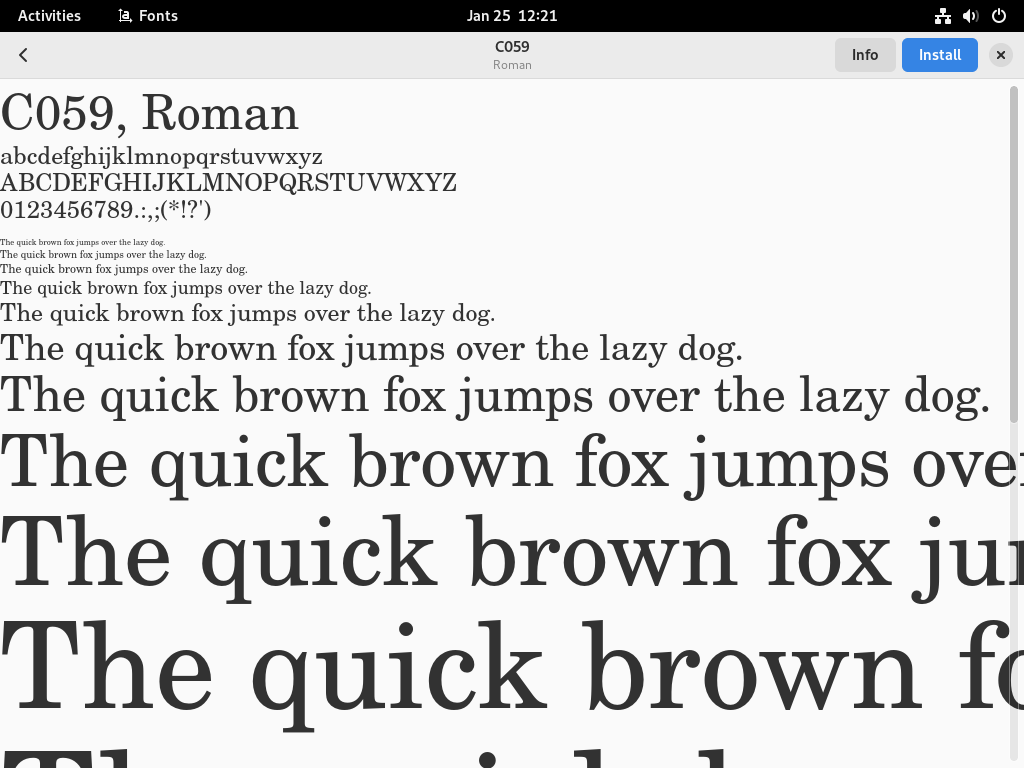 Activities Fonts Jan 25 12:21
C059
Roman
Info Install
C059, Roman
abcdefghijklmnopqrstuvwxyz
ABCDEFGHIJKLMNOPQRSTUVWXYZ
0123456789.:,;(*!?')
The quick brown fox jumps over the lazy dog.
The quick brown fox jumps over the lazy dog.
The quick brown fox jumps over the lazy dog.
The quick brown fox jumps over the lazy dog.
The quick brown fox jumps over the lazy dog.
The quick brown fox jumps over the lazy dog.
The quick brown fox jumps over the lazy dog.
The quick brown fox jumps over
The quick brown fox
The quick brown